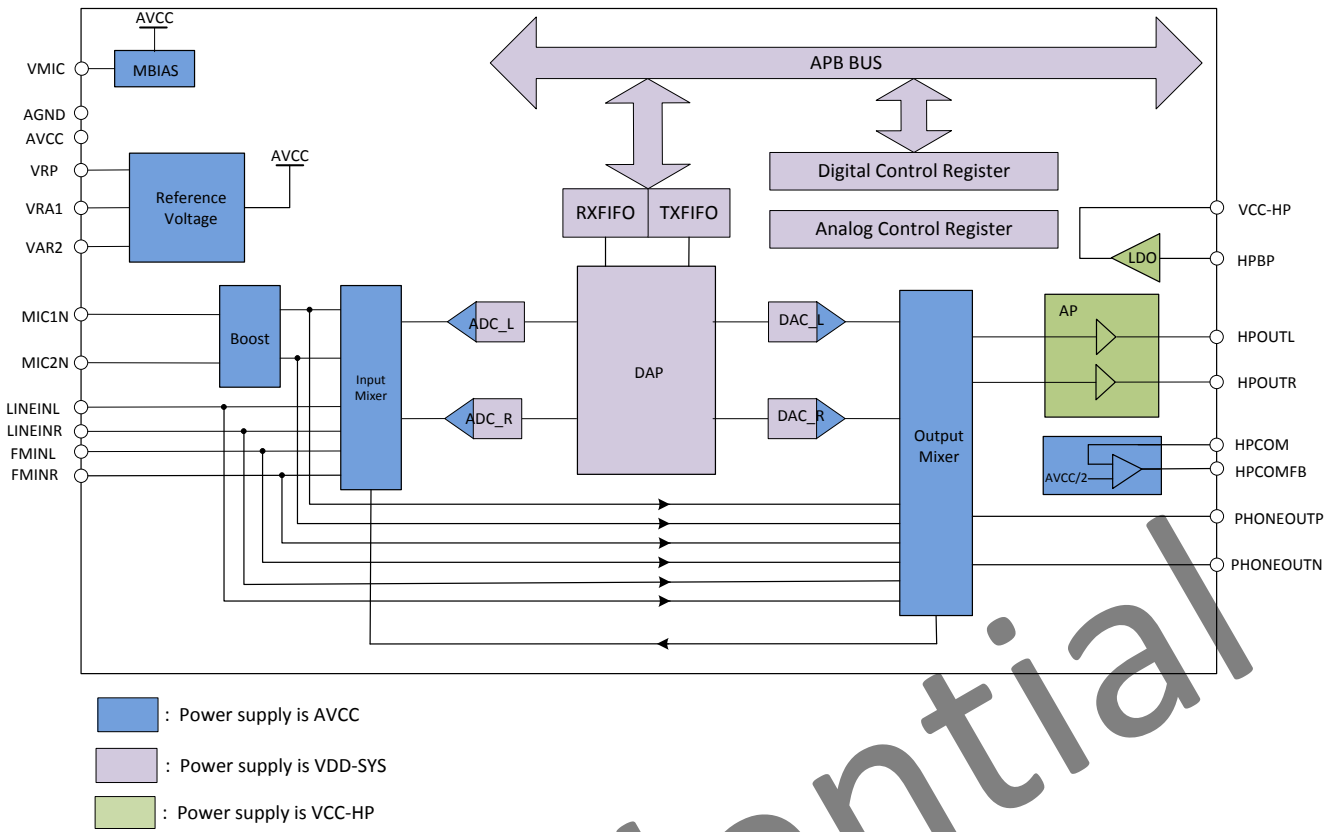 AVCC
VMIC
MBIAS
APB BUS
AGND
AVCC
VRP
VRA1
VAR2
Reference
Voltage
AVCC
RXFIFO
TXFIFO
Digital Control Register
Analog Control Register
VCC-HP
LDO
HPBP
MIC1N
MIC2N
Boost
LINEINL
LINEINR
FMINL
FMINR
Input
Mixer
ADC_L
ADC_R
DAP
DAC_L
DAC_R
Output
Mixer
AP
HPOUTL
HPOUTR
HPCOM
HPCOMFB
AVCC/2
PHONEOUTP
PHONEOUTN
: Power supply is AVCC
: Power supply is VDD-SYS
: Power supply is VCC-HP
ential